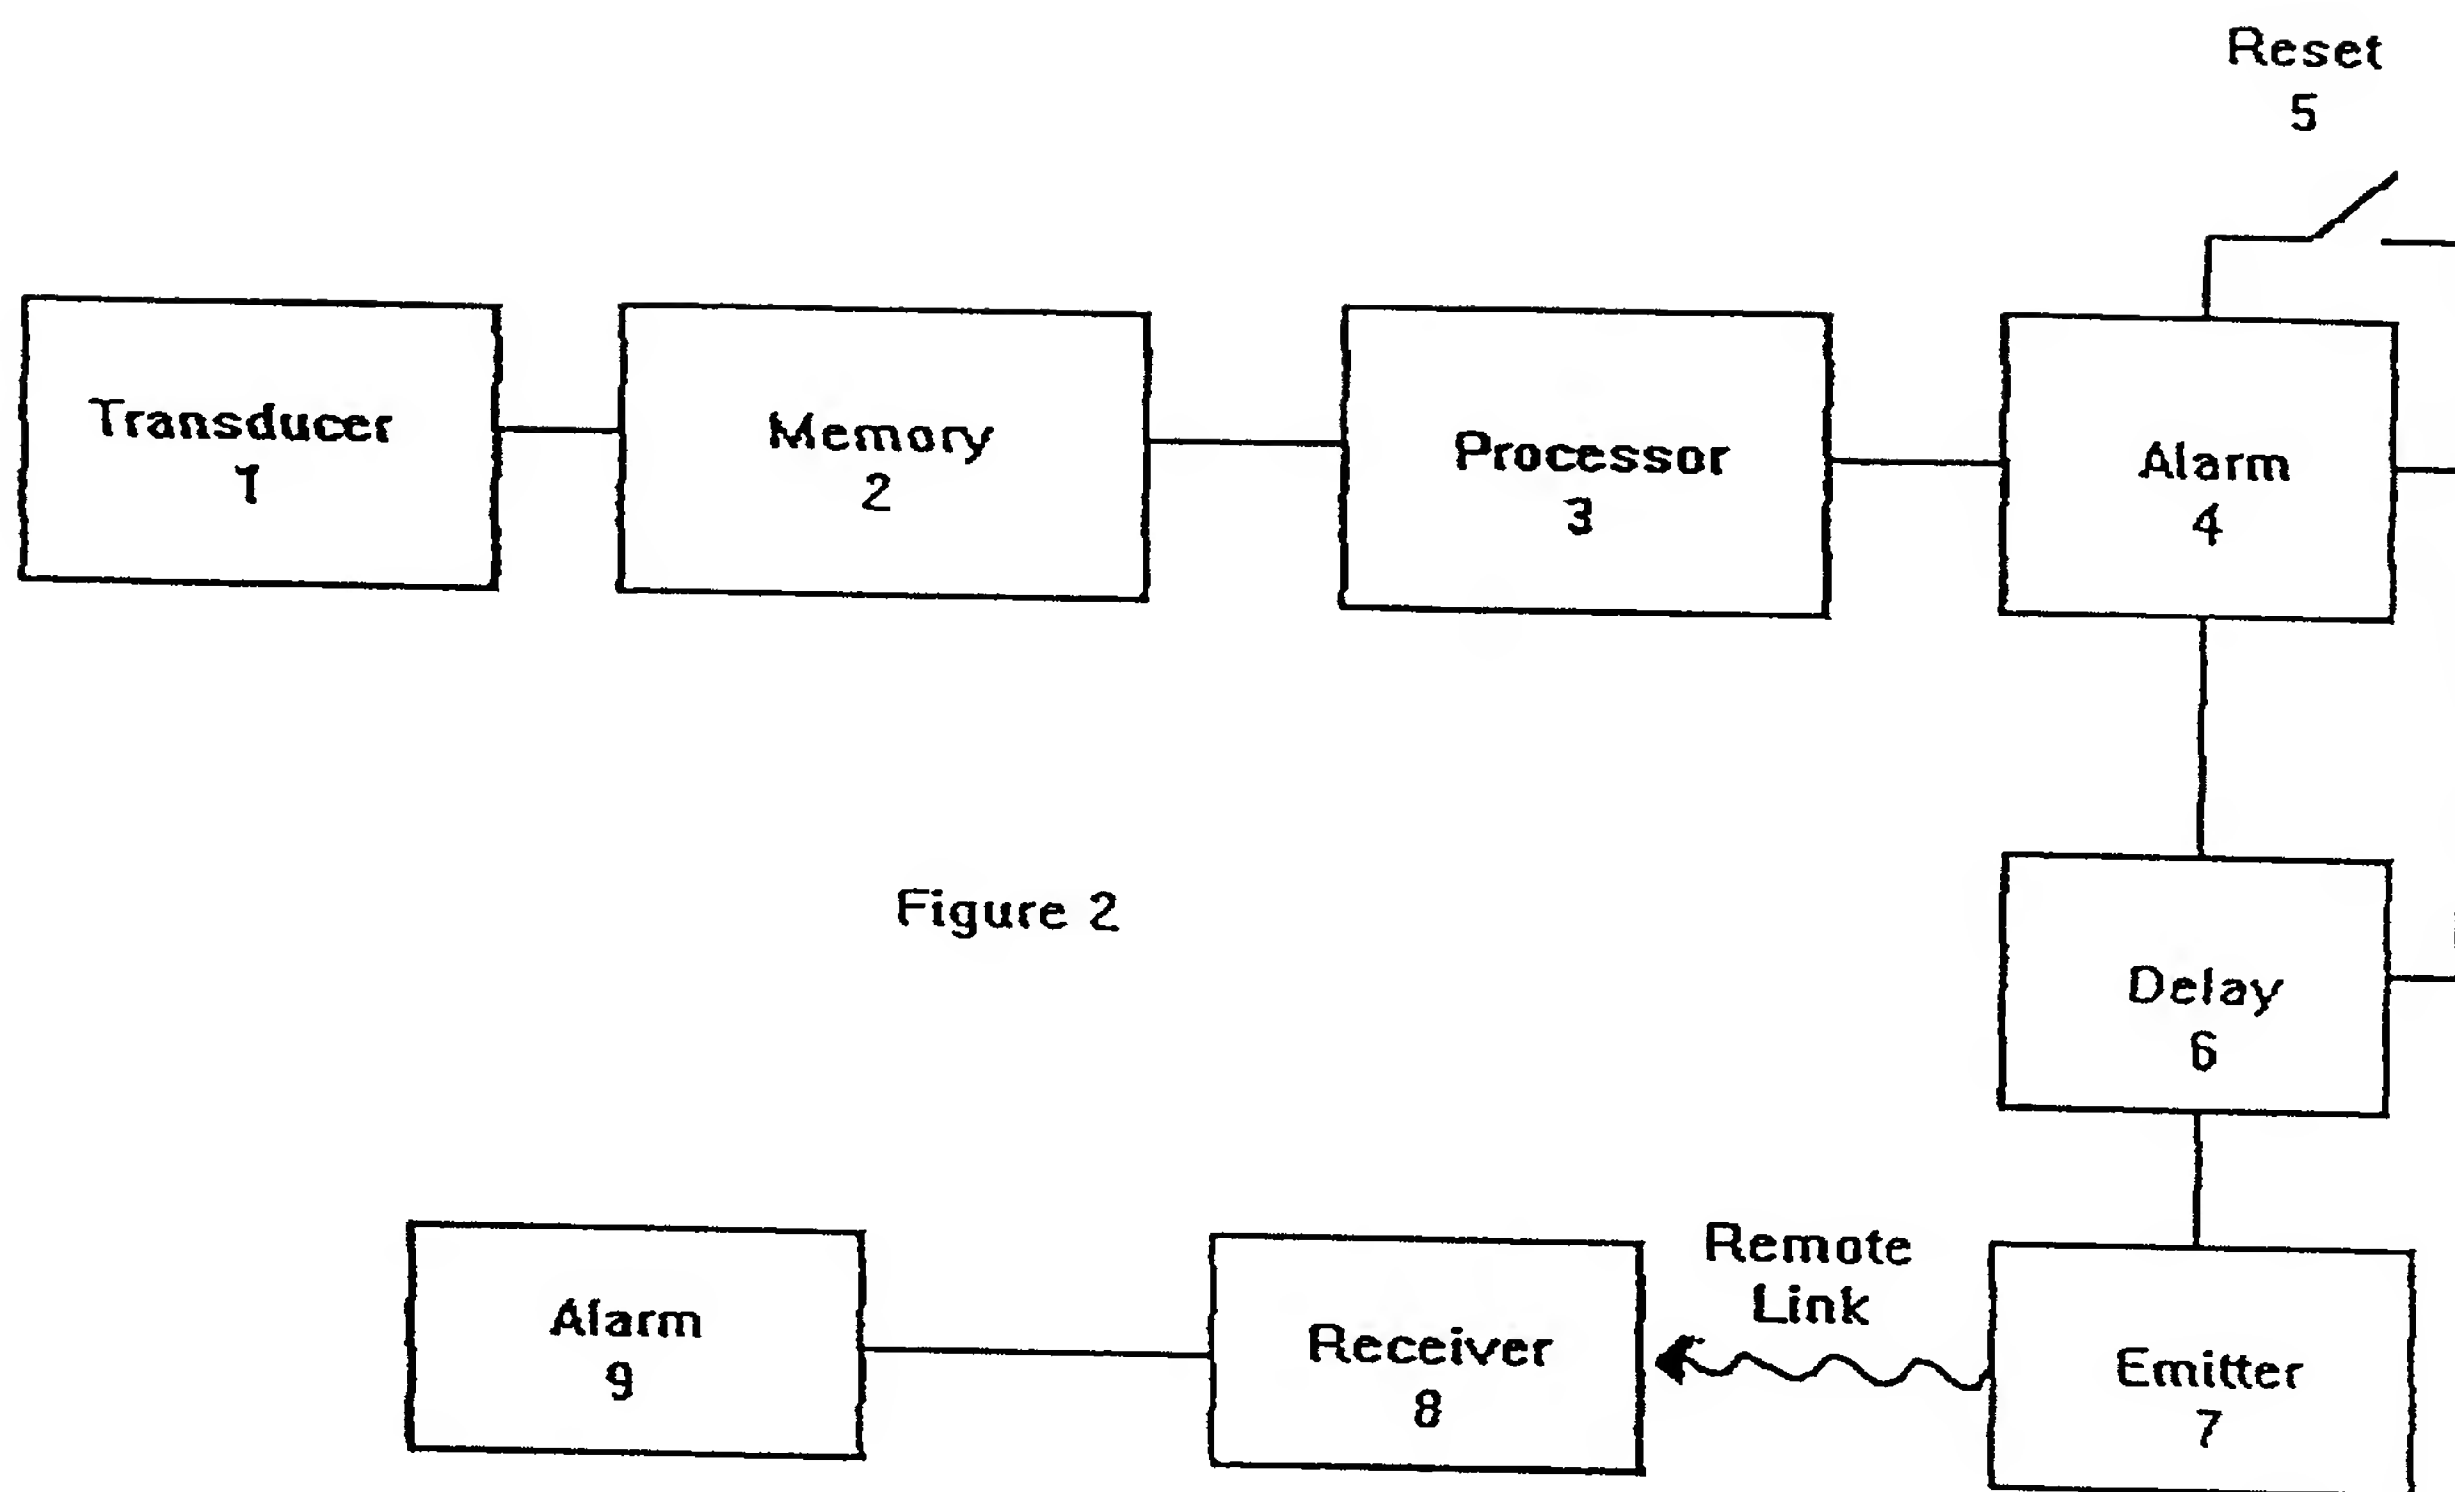 Reset
5
Transducer
1
Memory
2
Processor
3
Alarm
4
Figure 2
Delay
6
Remote
Link
Alarm
9
Receiver
8
Emitter
7